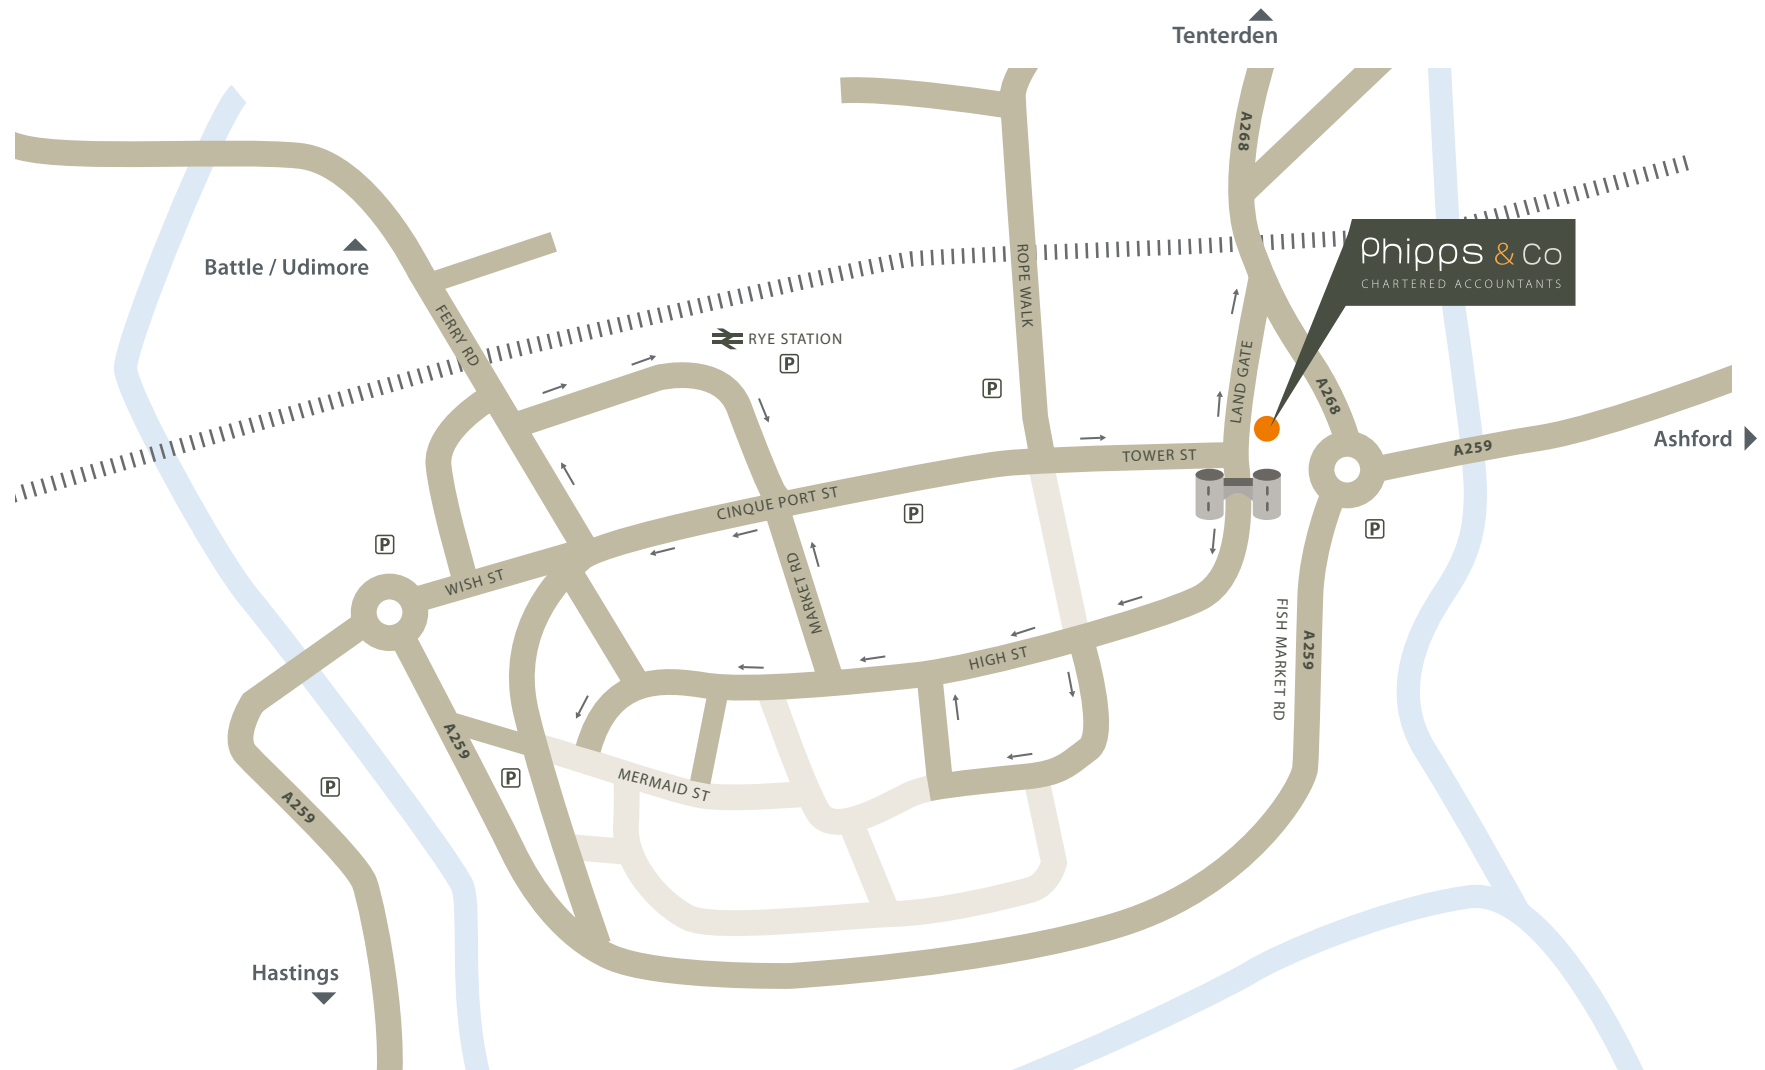 Tenterden
A268
Battle / Udimore
Phipps & Co
CHARTERED ACCOUNTANTS
ROPE WALK
FERRY RD
RYE STATION
P
P
LAND GATE
A268
Ashford
A259
TOWER ST
CINQUE PORT ST
P
P
P
WISH ST
MARKET RD
HIGH ST
FISH MARKET RD
A259
A259
MERMAID ST
P
P
A259
Hastings